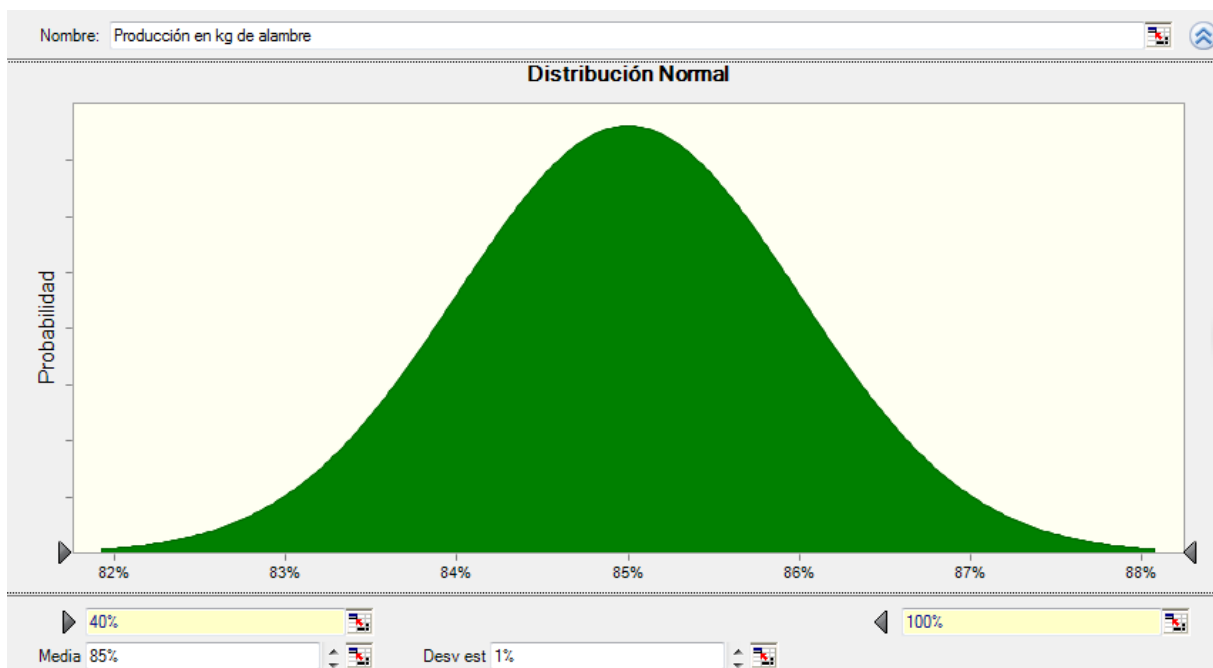 Nombre: Producción en kg de alambre
Distribución Normal
Probabilidad
82% 83% 84% 85% 86% 87% 88%
40% 100%
Media 85% Desv est 1%